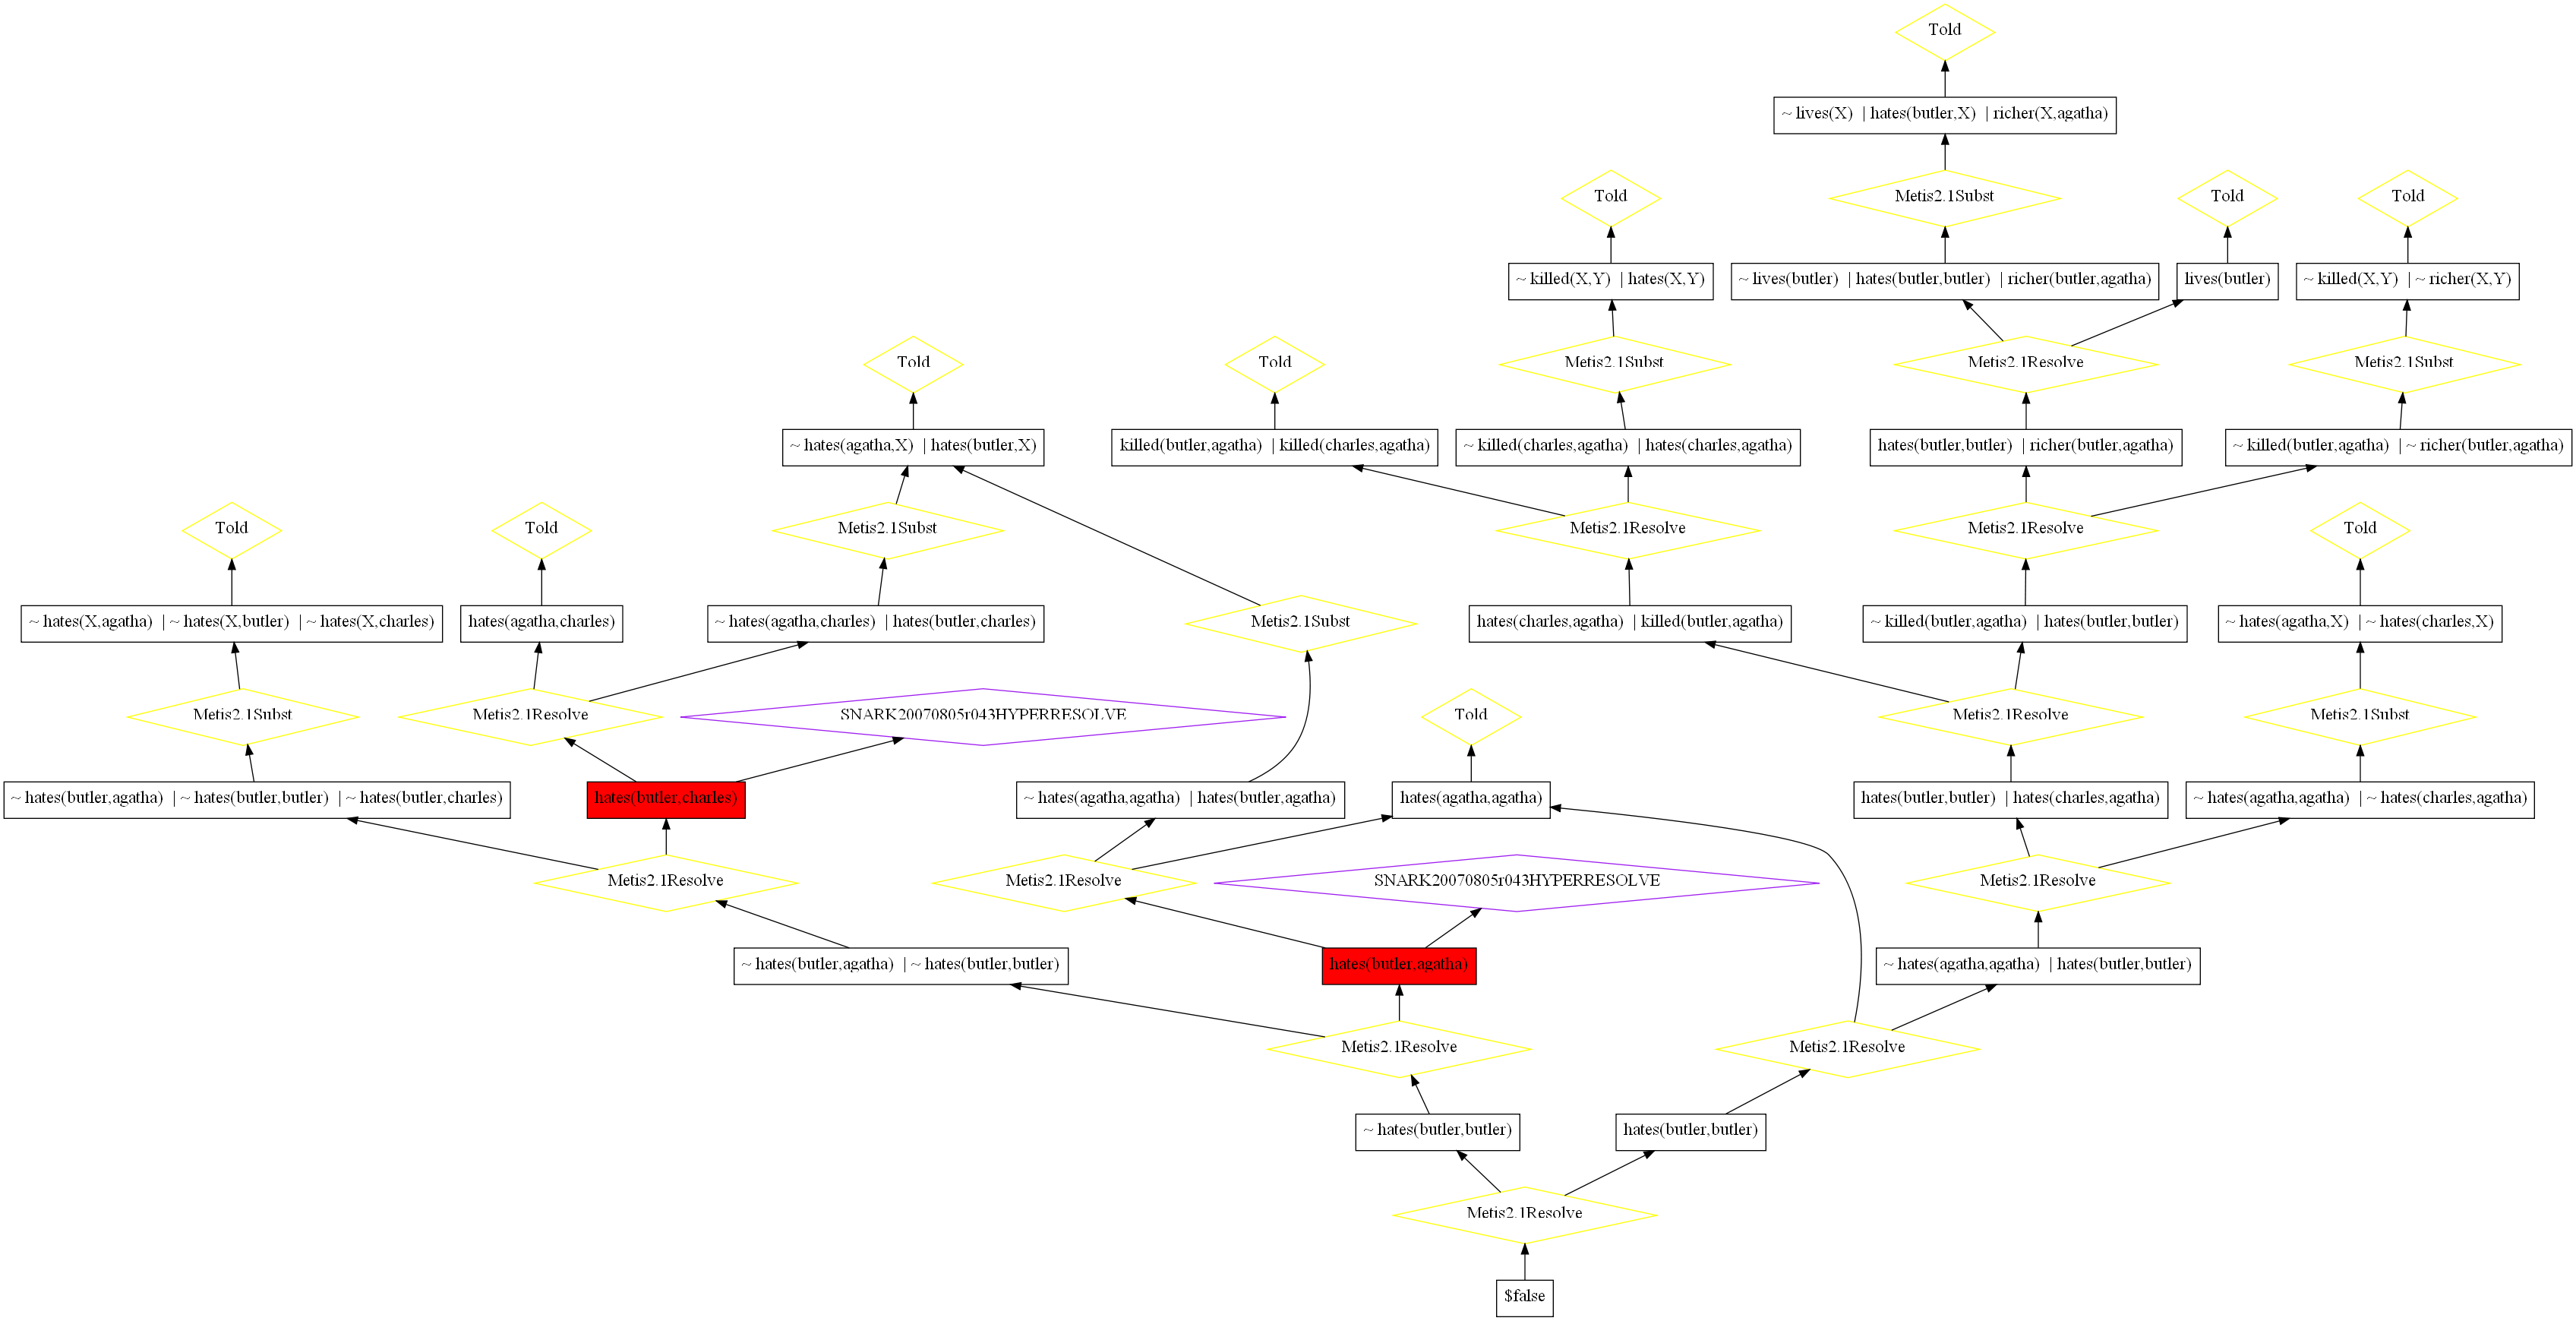 Told
~ lives(X) | hates(butler,X) | richer(X,agatha)
Told
Metis2.1Subst
Told
Told
~ killed(X,Y) | hates(X,Y)
~ lives(butler) | hates(butler,butler) | richer(butler,agatha)
lives(butler)
~ killed(X,Y) | ~ richer(X,Y)
Told
Told
Metis2.1Subst
Metis2.1Resolve
Metis2.1Subst
~ hates(agatha,X) | hates(butler,X)
killed(butler,agatha) | killed(charles,agatha)
~ killed(charles,agatha) | hates(charles,agatha)
hates(butler,butler) | richer(butler,agatha)
~ killed(butler,agatha) | ~ richer(butler,agatha)
Told
Told
Metis2.1Subst
Metis2.1Resolve
Metis2.1Resolve
Told
~ hates(X,agatha) | ~ hates(X,butler) | ~ hates(X,charles)
hates(agatha,charles)
~ hates(agatha,charles) | hates(butler,charles)
Metis2.1Subst
hates(charles,agatha) | killed(butler,agatha)
~ killed(butler,agatha) | hates(butler,butler)
~ hates(agatha,X) | ~ hates(charles,X)
Metis2.1Subst
Metis2.1Resolve
SNARK20070805r043HYPERRESOLVE
Told
Metis2.1Resolve
Metis2.1Subst
~ hates(butler,agatha) | ~ hates(butler,butler) | ~ hates(butler,charles)
hates(butler,charles)
~ hates(agatha,agatha) | hates(butler,agatha)
hates(agatha,agatha)
hates(butler,butler) | hates(charles,agatha)
~ hates(agatha,agatha) | ~ hates(charles,agatha)
Metis2.1Resolve
Metis2.1Resolve
SNARK20070805r043HYPERRESOLVE
Metis2.1Resolve
~ hates(butler,agatha) | ~ hates(butler,butler)
hates(butler,agatha)
~ hates(agatha,agatha) | hates(butler,butler)
Metis2.1Resolve
Metis2.1Resolve
~ hates(butler,butler)
hates(butler,butler)
Metis2.1Resolve
$false